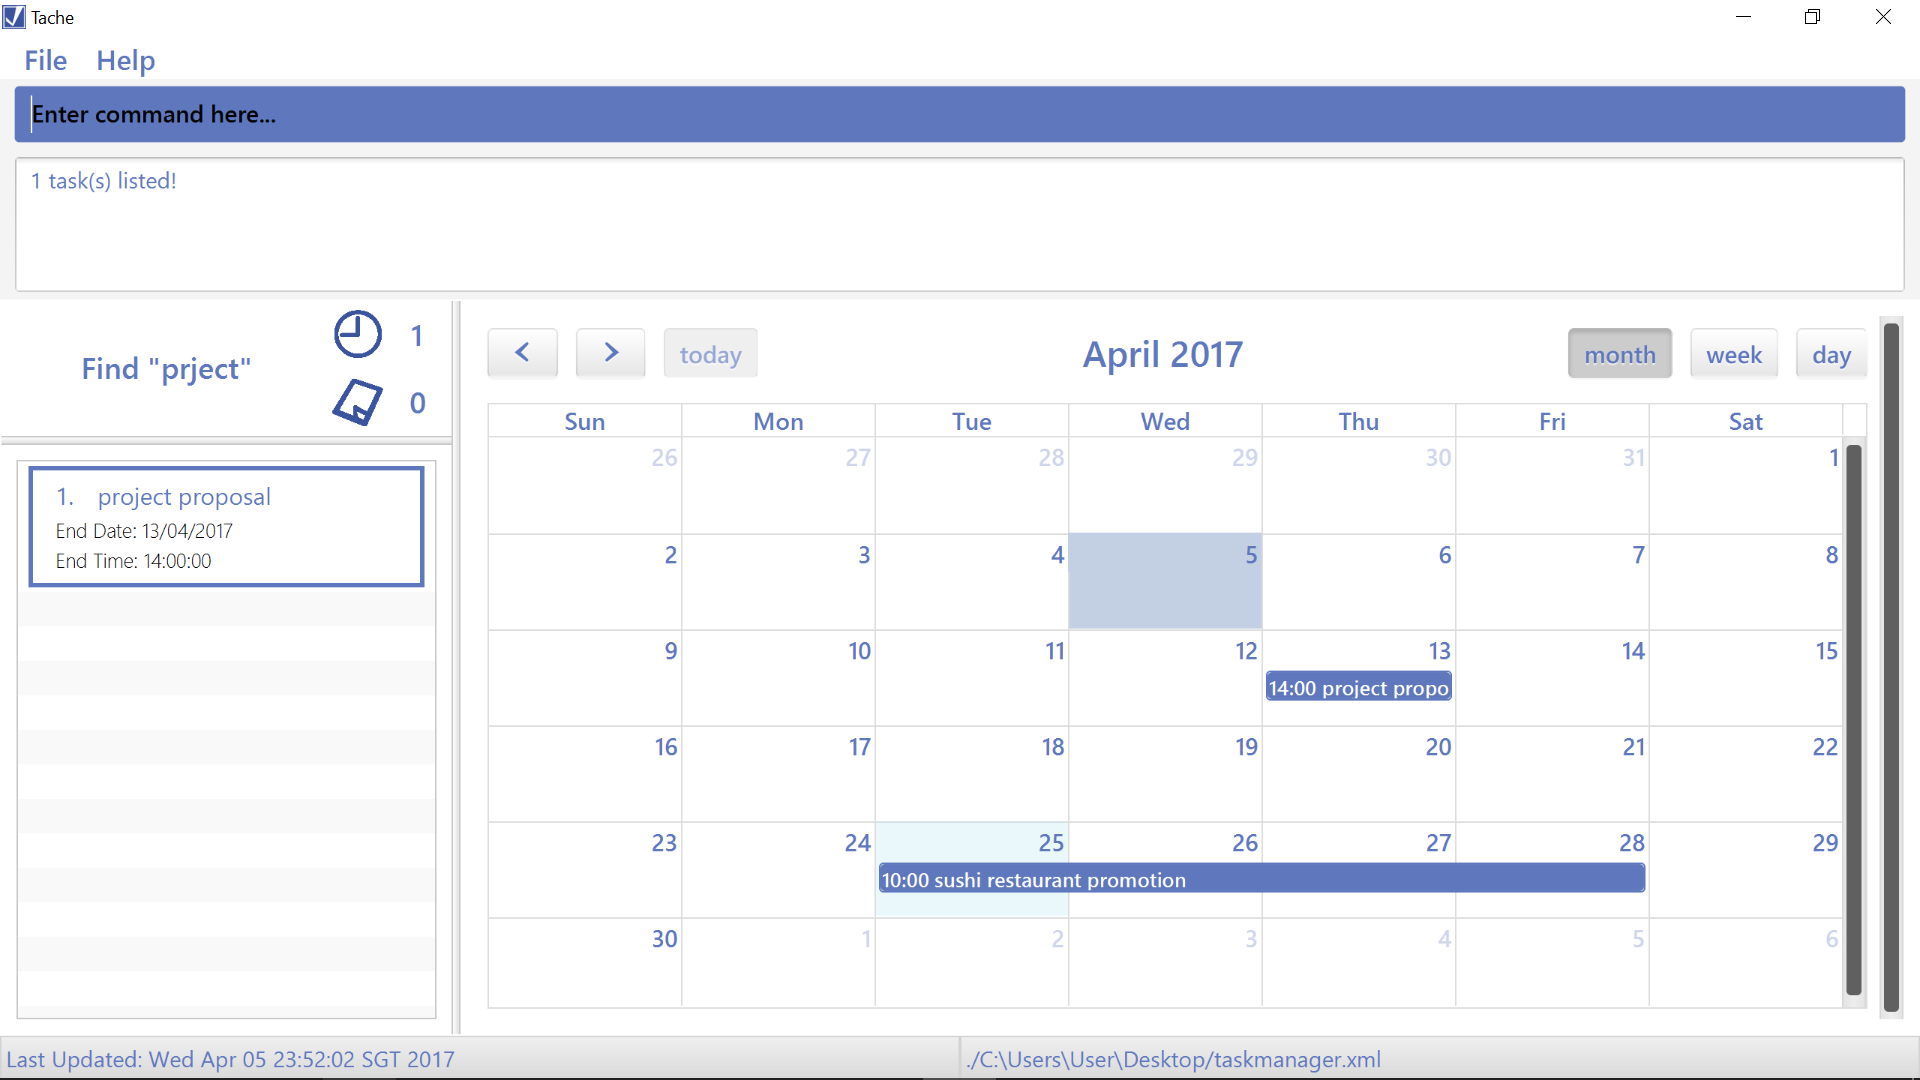 Tache
File Help
Enter command here...
1 task(s) listed!
Find "prject"
1
0
1. project proposal
End Date: 13/04/2017
End Time: 14:00:00
today
April 2017
month week day
Sun Mon Tue Wed Thu Fri Sat
26 27 28 29 30 31 1
2 3 4 5 6 7 8
9 10 11 12 13 14 15
14:00 project propo
16 17 18 19 20 21 22
23 24 25 26 27 28 29
10:00 sushi restaurant promotion
30 1 2 3 4 5 6
Last Updated: Wed Apr 05 23:52:02 SGT 2017
./C:\Users\User\Desktop/taskmanager.xml